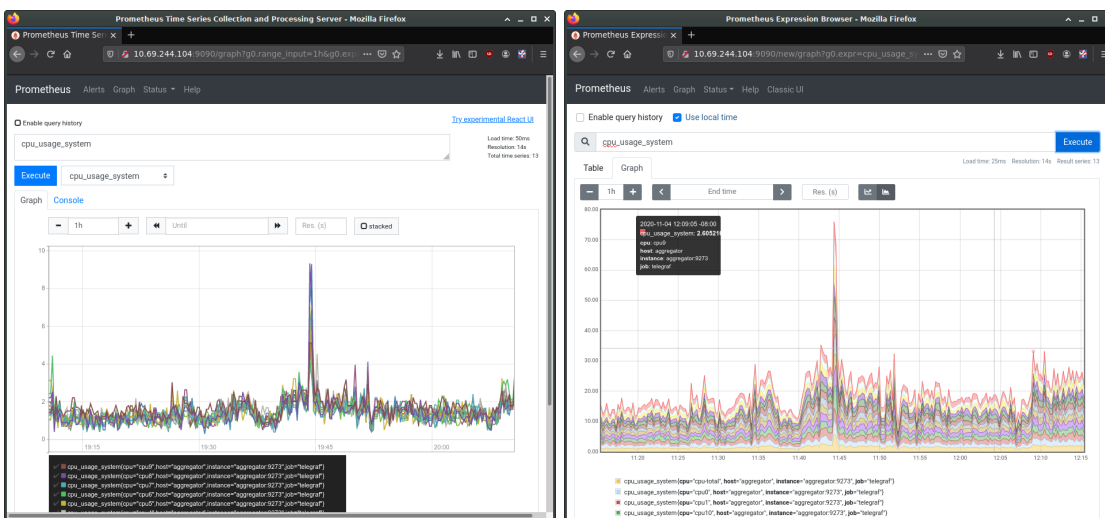 Prometheus Time Series Collection and Processing Server - Mozilla Firefox
Prometheus Time Seri
10.69.244.104:9090/graph?g0.range_input=1h&g0.exp
Prometheus Alerts Graph Status Help
Enable query history
Try experimental React UI
cpu_usage_system
Load time: 50ms
Resolution: 14s
Total time series: 13
Execute cpu_usage_system
Graph Console
1h Until Res. (s) stacked
10
8
6
4
2
0
19:15 19:30 19:45 20:00
cpu_usage_system{cpu="cpu9",host="aggregator",instance="aggregator:9273",job="telegraf"}
cpu_usage_system{cpu="cpu8",host="aggregator",instance="aggregator:9273",job="telegraf"}
cpu_usage_system{cpu="cpu7",host="aggregator",instance="aggregator:9273",job="telegraf"}
cpu_usage_system{cpu="cpu6",host="aggregator",instance="aggregator:9273",job="telegraf"}
cpu_usage_system{cpu="cpu5",host="aggregator",instance="aggregator:9273",job="telegraf"}
Prometheus Expression Browser - Mozilla Firefox
Prometheus Expressio
10.69.244.104:9090/new/graph?g0.expr=cpu_usage_sy
Prometheus Alerts Graph Status Help Classic UI
Enable query history Use local time
cpu_usage_system Execute
Load time: 25ms Resolution: 14s Result series: 13
Table Graph
1h End time Res. (s)
80.00
70.00
60.00
50.00
40.00
30.00
20.00
10.00
0.00
2020-11-04 12:09:05 -08:00
cpu_usage_system: 2.605210
cpu: cpu9
host: aggregator
instance: aggregator:9273
job: telegraf
11:20 11:25 11:30 11:35 11:40 11:45 11:50 11:55 12:00 12:05 12:10 12:15
cpu_usage_system{cpu="cpu-total", host="aggregator", instance="aggregator:9273", job="telegraf"}
cpu_usage_system{cpu="cpu0", host="aggregator", instance="aggregator:9273", job="telegraf"}
cpu_usage_system{cpu="cpu1", host="aggregator", instance="aggregator:9273", job="telegraf"}
cpu_usage_system{cpu="cpu10", host="aggregator", instance="aggregator:9273", job="telegraf"}